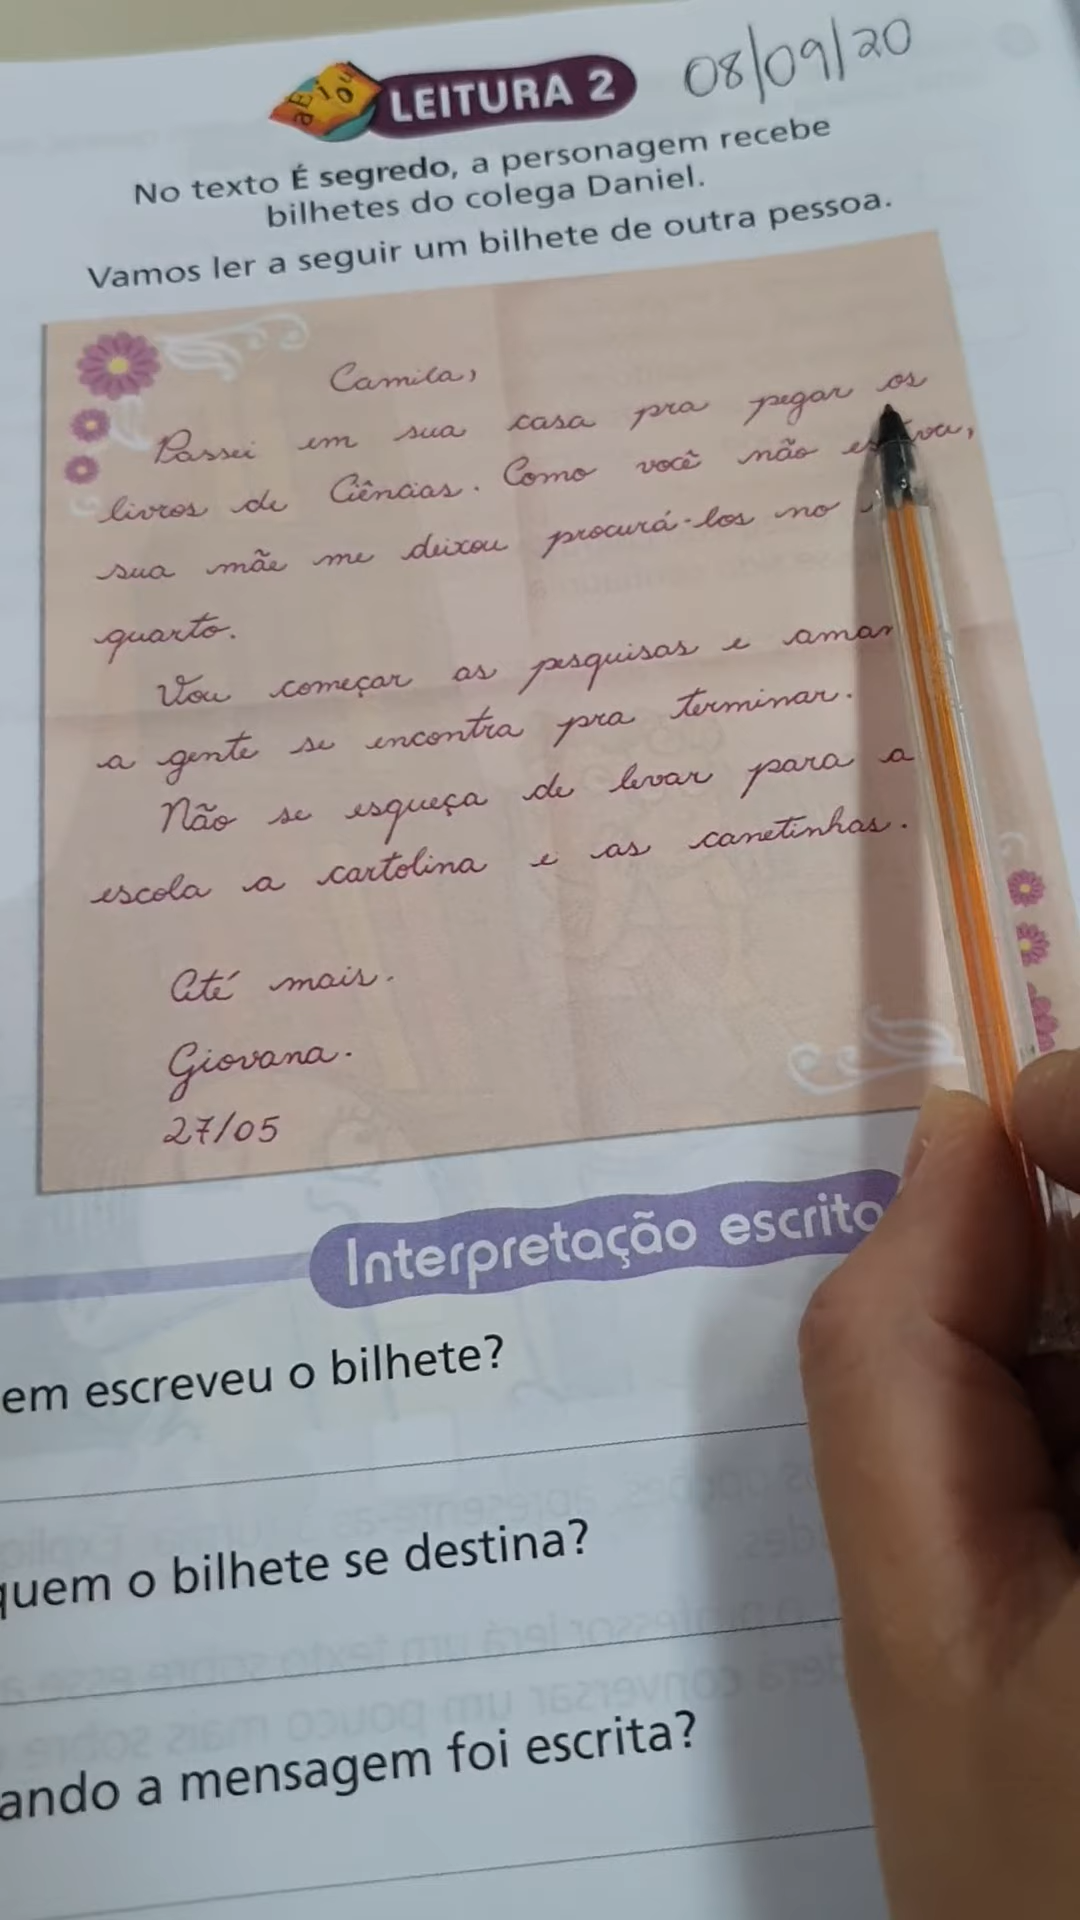 aEiou
LEITURA 2
08/09/20
No texto É segredo, a personagem recebe
bilhetes do colega Daniel.
Vamos ler a seguir um bilhete de outra pessoa.
Camila,
Passei em sua casa pra pegar os
livros de Ciências. Como você não
sua mãe me deixou procurá-los no
quarto.
Vou começar as pesquisas e
a gente se encontra pra terminar.
Não se esqueça de levar para a
escola a cartolina e as canetinhas.
Até mais.
Giovana.
27/05
Interpretação escrita
em escreveu o bilhete?
quem o bilhete se destina?
ando a mensagem foi escrita?